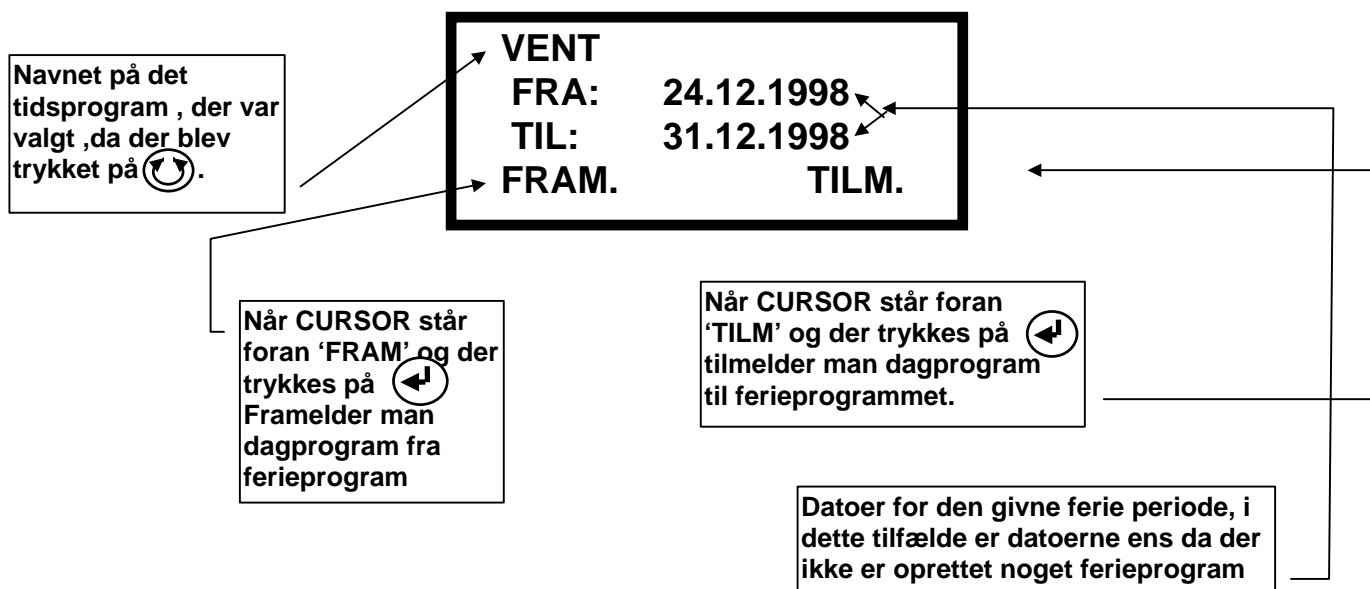 Navnet på det
tidsprogram , der var
valgt ,da der blev
trykket på .
VENT
FRA: 24.12.1998
TIL: 31.12.1998
FRAM. TILM.
Når CURSOR står
foran ‘FRAM’ og der
trykkes på
Framelder man
dagprogram fra
ferieprogram
Når CURSOR står foran
‘TILM’ og der trykkes på
tilmelder man dagprogram
til ferieprogrammet.
Datoer for den givne ferie periode, i
dette tilfælde er datoerne ens da der
ikke er oprettet noget ferieprogram